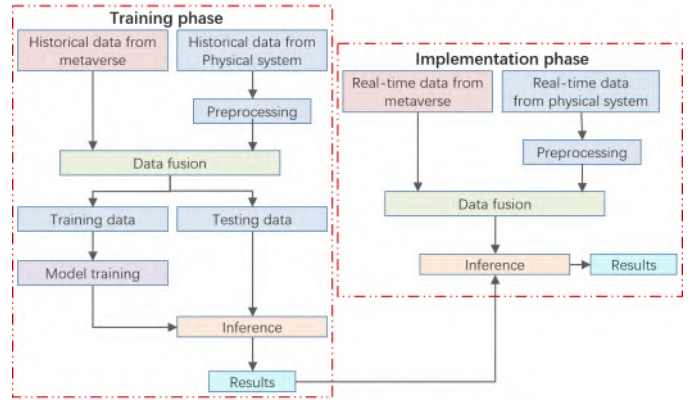 Training phase
Historical data from
metaverse
Historical data from
Physical system
Preprocessing
Data fusion
Training data
Testing data
Model training
Inference
Results
Implementation phase
Real-time data from
metaverse
Real-time data
from physical system
Preprocessing
Data fusion
Inference
Results